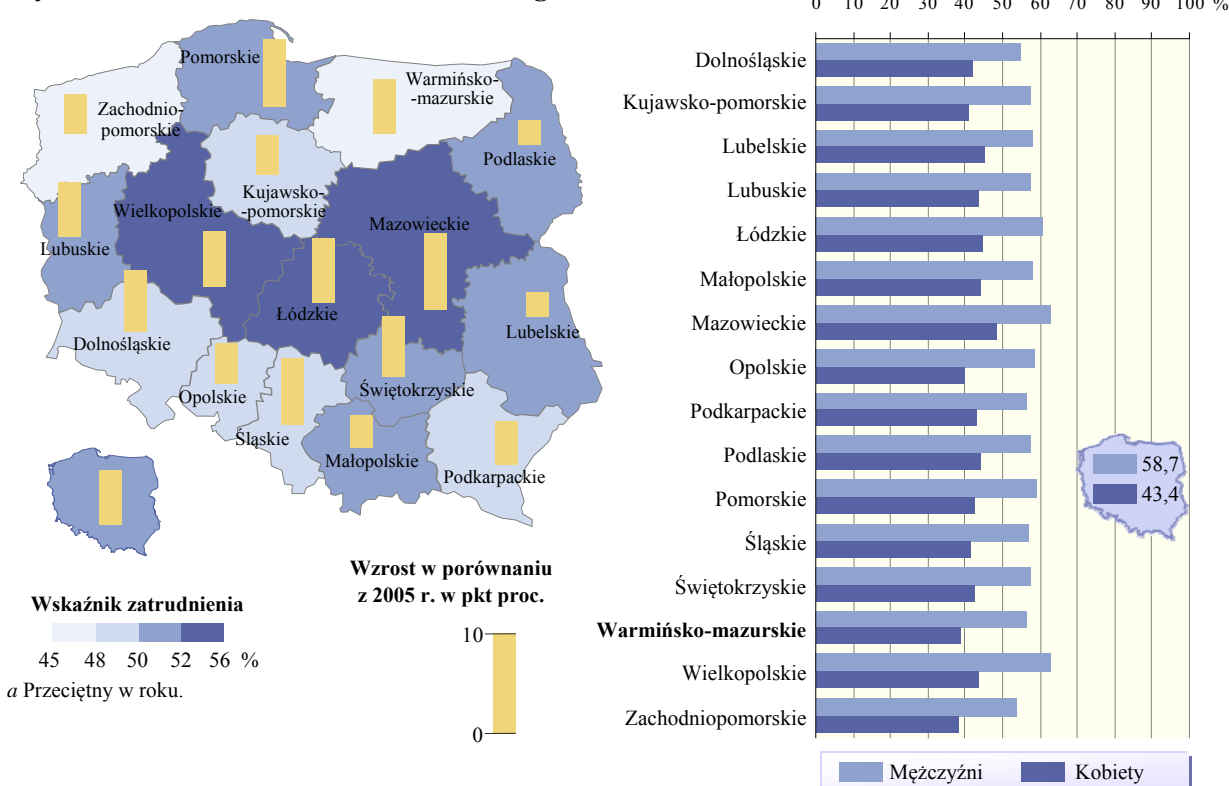 Pomorskie
Warmińsko-
-mazurskie
Zachodnio-
pomorskie
Podlaskie
Kujawsko-
-pomorskie
Wielkopolskie
Mazowieckie
Lubuskie
Łódzkie
Dolnośląskie
Lubelskie
Opolskie
Świętokrzyskie
Śląskie
Małopolskie
Podkarpackie
Wskaźnik zatrudnienia
45 48 50 52 56 %
a Przeciętny w roku.
Wzrost w porównaniu
z 2005 r. w pkt proc.
10
0
0 10 20 30 40 50 60 70 80 90 100 %
Dolnośląskie
Kujawsko-pomorskie
Lubelskie
Lubuskie
Łódzkie
Małopolskie
Mazowieckie
Opolskie
Podkarpackie
Podlaskie
Pomorskie
Śląskie
Świętokrzyskie
Warmińsko-mazurskie
Wielkopolskie
Zachodniopomorskie
58,7
43,4
Mężczyźni Kobiety